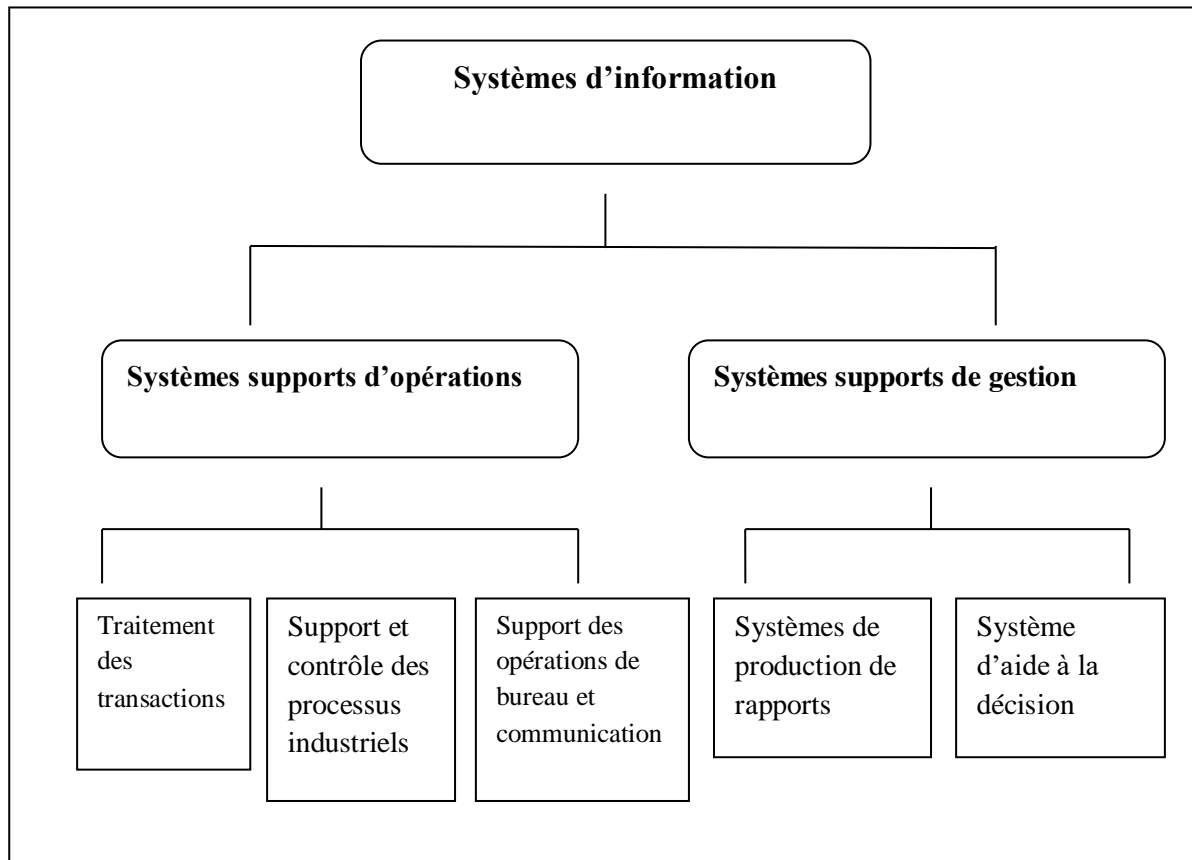 Systèmes d’information
Systèmes supports d’opérations
Systèmes supports de gestion
Traitement
des
transactions
Support et
contrôle des
processus
industriels
Support des
opérations de
bureau et
communication
Systèmes de
production de
rapports
Système
d’aide à la
décision